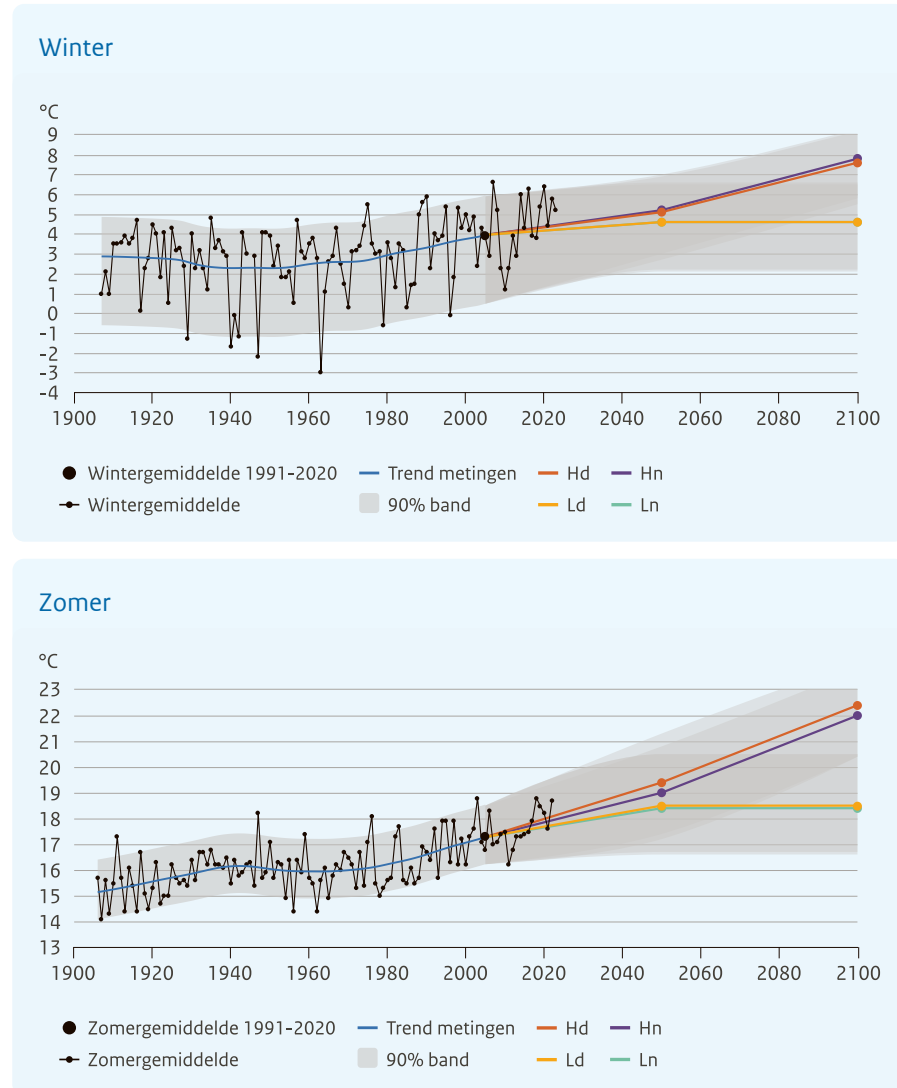 Winter
°C
9
8
7
6
5
4
3
2
1
0
-1
-2
-3
-4
1900 1920 1940 1960 1980 2000 2020 2040 2060 2080 2100
Wintergemiddelde 1991-2020 Trend metingen Hd Hn
Wintergemiddelde 90% band Ld Ln
Zomer
°C
23
22
21
20
19
18
17
16
15
14
13
1900 1920 1940 1960 1980 2000 2020 2040 2060 2080 2100
Zomergemiddelde 1991-2020 Trend metingen Hd Hn
Zomergemiddelde 90% band Ld Ln